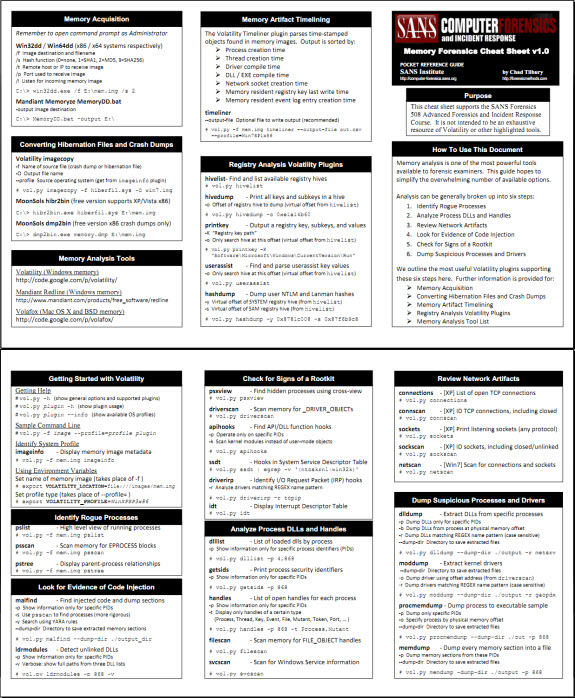 Memory Acquisition
Remember to open command prompt as Administrator
Win32dd / Win64dd (x86 / x64 systems respectively)
/f Image destination and filename
/s Hash function (0=none, 1=SHA1, 2=MD5, 3=SHA256)
/t Remote host or IP to receive image
/p Port used to receive image
/l Listen for incoming memory image
C:\> win32dd.exe /f E:\mem.img /s 2
Mandiant Memoryze MemoryDD.bat
-output image destination
C:\> MemoryDD.bat -output E:\
Converting Hibernation Files and Crash Dumps
Volatility imagecopy
-f Name of source file (crash dump or hibernation file)
-O Output file name
--profile Source operating system (get from imageinfo plugin)
# vol.py imagecopy -f hiberfil.sys -O win7.img
MoonSols hibr2bin (free version supports XP/Vista x86)
C:\> hibr2bin.exe hiberfil.sys E:\mem.img
MoonSols dmp2bin (free version x86 crash dumps only)
C:\> dmp2bin.exe memory.dmp E:\mem.img
Memory Analysis Tools
Volatility (Windows memory)
http://code.google.com/p/volatility/
Mandiant Redline (Windows memory)
http://www.mandiant.com/products/free_software/redline
Volafox (Mac OS X and BSD memory)
http://code.google.com/p/volafox/
Memory Artifact Timelining
The Volatility Timeliner plugin parses time-stamped
objects found in memory images. Output is sorted by:
Process creation time
Thread creation time
Driver compile time
DLL / EXE compile time
Network socket creation time
Memory resident registry key last write time
Memory resident event log entry creation time
timeliner
--output-file Optional file to write output (recommended)
# vol.py -f mem.img timeliner --output-file out.csv
--profile=Win7SP1x86
Registry Analysis Volatility Plugins
hivelist- Find and list available registry hives
# vol.py hivelist
hivedump - Print all keys and subkeys in a hive
-o Offset of registry hive to dump (virtual offset from hivelist)
# vol.py hivedump -o 0xe1a14b60
printkey - Output a registry key, subkeys, and values
-K "Registry key path"
-o Only search hive at this offset (virtual offset from hivelist)
# vol.py printkey -K
"Software\Microsoft\Windows\CurrentVersion\Run"
userassist - Find and parse userassist key values
-o Only search hive at this offset (virtual offset from hivelist)
# vol.py userassist
hashdump - Dump user NTLM and Lanman hashes
-y Virtual offset of SYSTEM registry hive (from hivelist)
-s Virtual offset of SAM registry hive (from hivelist)
# vol.py hashdump -y 0x8781c008 -s 0x87f6b9c8
SANS COMPUTER FORENSICS
and INCIDENT RESPONSE
Memory Forensics Cheat Sheet v1.0
POCKET REFERENCE GUIDE
SANS Institute
by Chad Tilbury
http://computer-forensics.sans.org
http://forensicmethods.com
Purpose
This cheat sheet supports the SANS Forensics
508 Advanced Forensics and Incident Response
Course. It is not intended to be an exhaustive
resource of Volatility or other highlighted tools.
How To Use This Document
Memory analysis is one of the most powerful tools
available to forensic examiners. This guide hopes to
simplify the overwhelming number of available options.
Analysis can be generally broken up into six steps:
1. Identify Rogue Processes
2. Analyze Process DLLs and Handles
3. Review Network Artifacts
4. Look for Evidence of Code Injection
5. Check for Signs of a Rootkit
6. Dump Suspicious Processes and Drivers
We outline the most useful Volatility plugins supporting
these six steps here. Further information is provided for:
Memory Acquisition
Converting Hibernation Files and Crash Dumps
Memory Artifact Timelining
Registry Analysis Volatility Plugins
Memory Analysis Tool List
Getting Started with Volatility
Getting Help
# vol.py -h (show general options and supported plugins)
# vol.py plugin -h (show plugin usage)
# vol.py plugin --info (show available OS profiles)
Sample Command Line
# vol.py -f image --profile=profile plugin
Identify System Profile
imageinfo - Display memory image metadata
# vol.py -f mem.img imageinfo
Using Environment Variables
Set name of memory image (takes place of -f )
# export VOLATILITY_LOCATION=file:///images/mem.img
Set profile type (takes place of --profile= )
# export VOLATILITY_PROFILE=WinXPSP3x86
Identify Rogue Processes
pslist - High level view of running processes
# vol.py -f mem.img pslist
psscan - Scan memory for EPROCESS blocks
# vol.py -f mem.img psscan
pstree - Display parent-process relationships
# vol.py -f mem.img pstree
Look for Evidence of Code Injection
malfind - Find injected code and dump sections
-p Show information only for specific PIDs
-s Use psscan to find processes (more rigorous)
-y Search using YARA rules
--dump-dir Directory to save extracted memory sections
# vol.py malfind --dump-dir ./output_dir
ldrmodules - Detect unlinked DLLs
-p Show information only for specific PIDs
-v Verbose: show full paths from three DLL lists
# vol.py ldrmodules -p 868 -v
Check for Signs of a Rootkit
psxview - Find hidden processes using cross-view
# vol.py psxview
driverscan - Scan memory for _DRIVER_OBJECTs
# vol.py driverscan
apihooks - Find API/DLL function hooks
-p Operate only on specific PIDs
-k Scan kernel modules instead of user-mode objects
# vol.py apihooks
ssdt - Hooks in System Service Descriptor Table
# vol.py ssdt | egrep -v '(ntoskrnl|win32k)'
driverirp - Identify I/O Request Packet (IRP) hooks
-r Analyze drivers matching REGEX name pattern
# vol.py driverirp -r tcpip
idt - Display Interrupt Descriptor Table
# vol.py idt
Analyze Process DLLs and Handles
dlllist - List of loaded dlls by process
-p Show information only for specific process identifiers (PIDs)
# vol.py dlllist -p 4,868
getsids - Print process security identifiers
-p Show information only for specific PIDs
# vol.py getsids -p 868
handles - List of open handles for each process
-p Show information only for specific PIDs
-t Display only handles of a certain type
{Process, Thread, Key, Event, File, Mutant, Token, Port, ... }
# vol.py handles -p 868 -t Process,Mutant
filescan - Scan memory for FILE_OBJECT handles
# vol.py filescan
svcscan - Scan for Windows Service information
# vol.py svcscan
Review Network Artifacts
connections - [XP] List of open TCP connections
# vol.py connections
connscan - [XP] ID TCP connections, including closed
# vol.py connscan
sockets - [XP] Print listening sockets (any protocol)
# vol.py sockets
sockscan - [XP] ID sockets, including closed/unlinked
# vol.py sockscan
netscan - [Win7] Scan for connections and sockets
# vol.py netscan
Dump Suspicious Processes and Drivers
dlldump - Extract DLLs from specific processes
-p Dump DLLs only for specific PIDs
-b Dump DLLs from process at physical memory offset
-r Dump DLLs matching REGEX name pattern (case sensitive)
--dump-dir Directory to save extracted files
# vol.py dlldump --dump-dir ./output -r metsrv
moddump - Extract kernel drivers
--dump-dir Directory to save extracted files
-o Dump driver using offset address (from driverscan)
-r Dump drivers matching REGEX name pattern (case sensitive)
# vol.py moddump --dump-dir ./output -r gaopdx
procmemdump - Dump process to executable sample
-p Dump only specific PIDs
-o Specify process by physical memory offset
--dump-dir Directory to save extracted files
# vol.py procmemdump --dump-dir ./out -p 868
memdump - Dump every memory section into a file
-p Dump memory sections from these PIDs
--dump-dir Directory to save extracted files
# vol.py memdump --dump-dir ./output -p 868